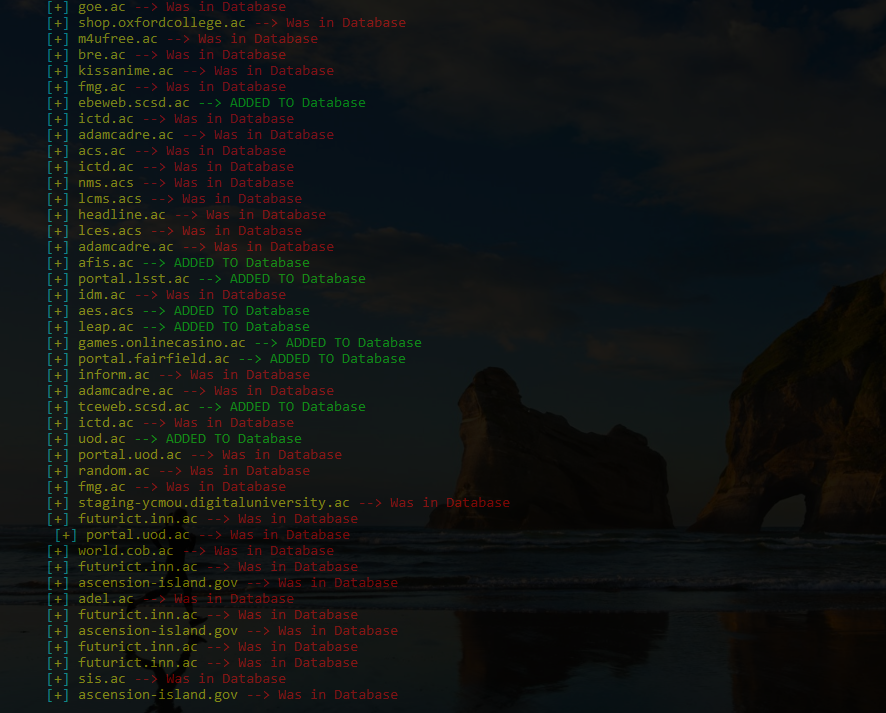 [+] goe.ac --> Was in Database
[+] shop.oxfordcollege.ac --> Was in Database
[+] m4ufree.ac --> Was in Database
[+] bre.ac --> Was in Database
[+] kissanime.ac --> Was in Database
[+] fmg.ac --> Was in Database
[+] ebeweb.scsd.ac --> ADDED TO Database
[+] ictd.ac --> Was in Database
[+] adamcadre.ac --> Was in Database
[+] acs.ac --> Was in Database
[+] ictd.ac --> Was in Database
[+] nms.acs --> Was in Database
[+] lcms.acs --> Was in Database
[+] headline.ac --> Was in Database
[+] lces.acs --> Was in Database
[+] adamcadre.ac --> Was in Database
[+] afis.ac --> ADDED TO Database
[+] portal.lsst.ac --> ADDED TO Database
[+] idm.ac --> Was in Database
[+] aes.acs --> ADDED TO Database
[+] leap.ac --> ADDED TO Database
[+] games.onlinecasino.ac --> ADDED TO Database
[+] portal.fairfield.ac --> ADDED TO Database
[+] inform.ac --> Was in Database
[+] adamcadre.ac --> Was in Database
[+] tceweb.scsd.ac --> ADDED TO Database
[+] ictd.ac --> Was in Database
[+] uod.ac --> ADDED TO Database
[+] portal.uod.ac --> Was in Database
[+] random.ac --> Was in Database
[+] fmg.ac --> Was in Database
[+] staging-ycmou.digitaluniversity.ac --> Was in Database
[+] futurict.inn.ac --> Was in Database
[+] portal.uod.ac --> Was in Database
[+] world.cob.ac --> Was in Database
[+] futurict.inn.ac --> Was in Database
[+] ascension-island.gov --> Was in Database
[+] adel.ac --> Was in Database
[+] futurict.inn.ac --> Was in Database
[+] ascension-island.gov --> Was in Database
[+] futurict.inn.ac --> Was in Database
[+] futurict.inn.ac --> Was in Database
[+] sis.ac --> Was in Database
[+] ascension-island.gov --> Was in Database